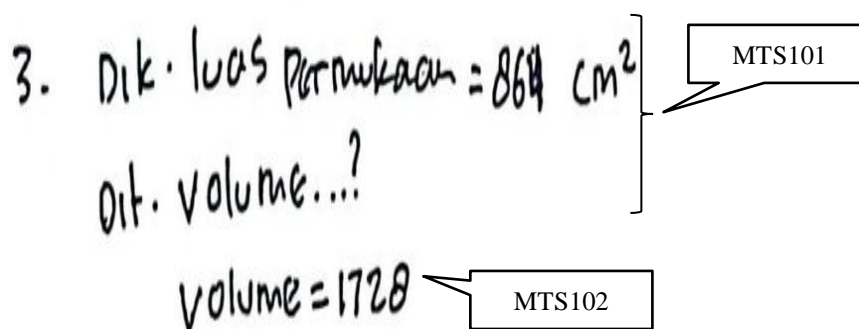 3. Dik. luas permukaan = 864 cm²
MTS101
Dit. volume...?
volume = 1728
MTS102